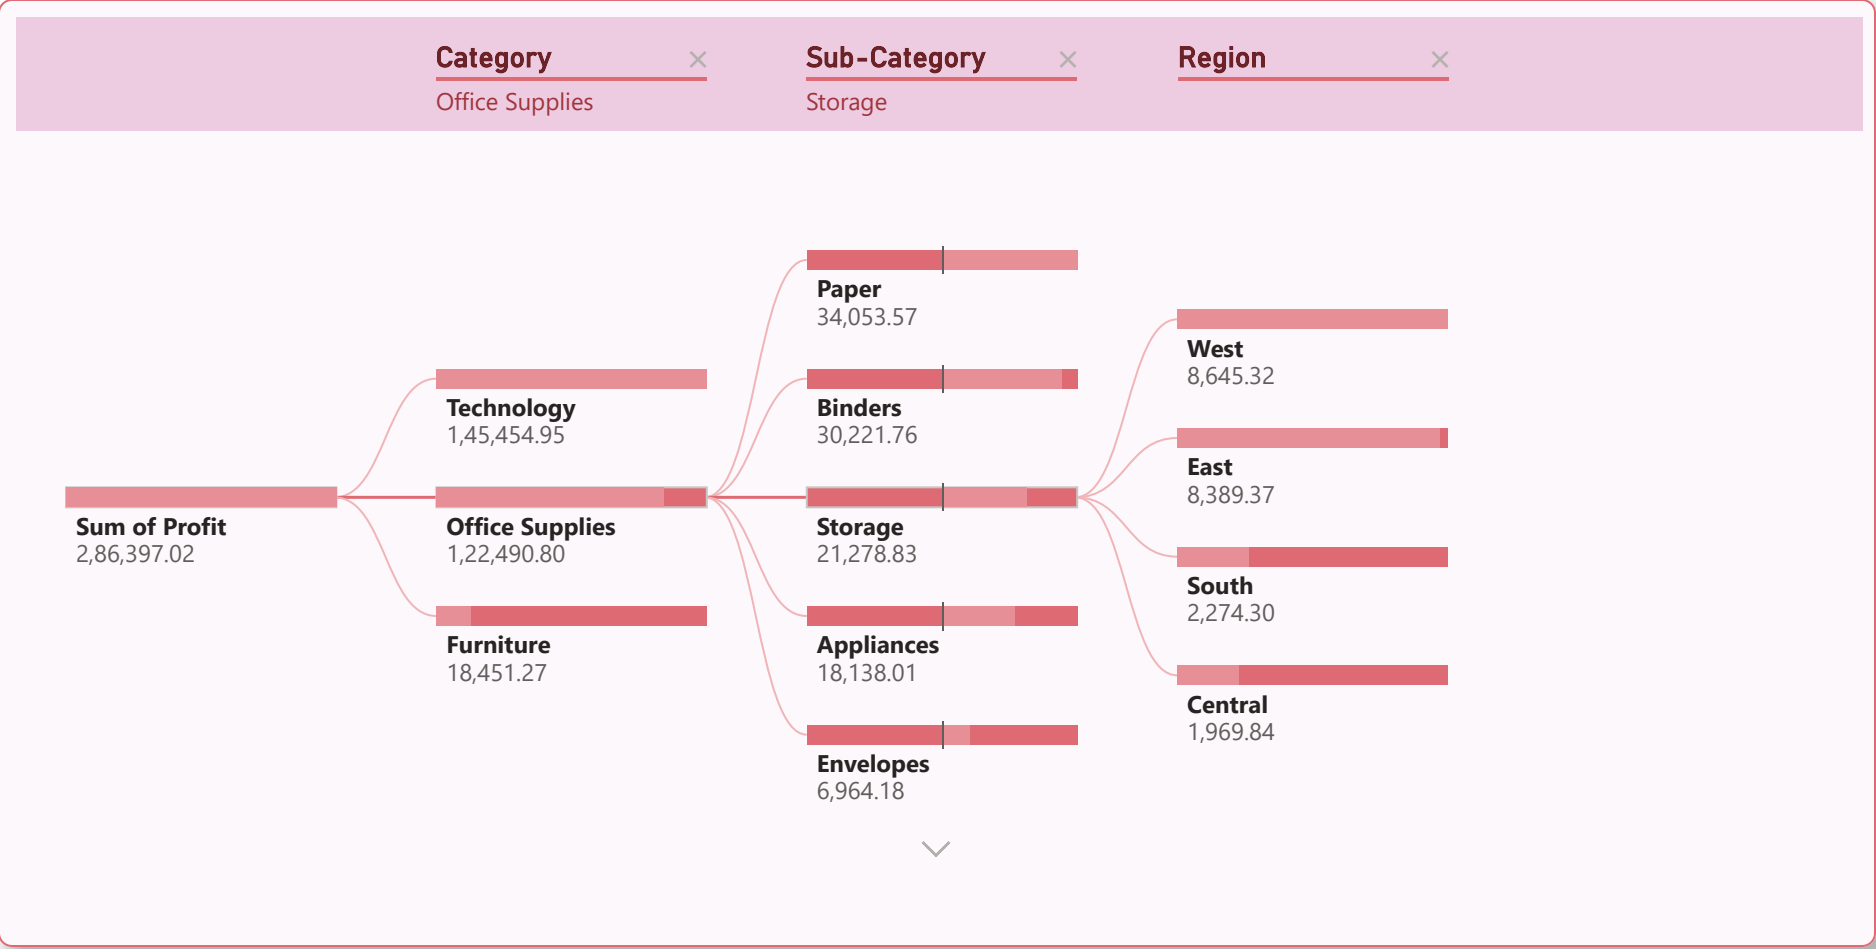 Category
Office Supplies
Sub-Category
Storage
Region
Sum of Profit
2,86,397.02
Technology
1,45,454.95
Office Supplies
1,22,490.80
Furniture
18,451.27
Paper
34,053.57
Binders
30,221.76
Storage
21,278.83
Appliances
18,138.01
Envelopes
6,964.18
West
8,645.32
East
8,389.37
South
2,274.30
Central
1,969.84